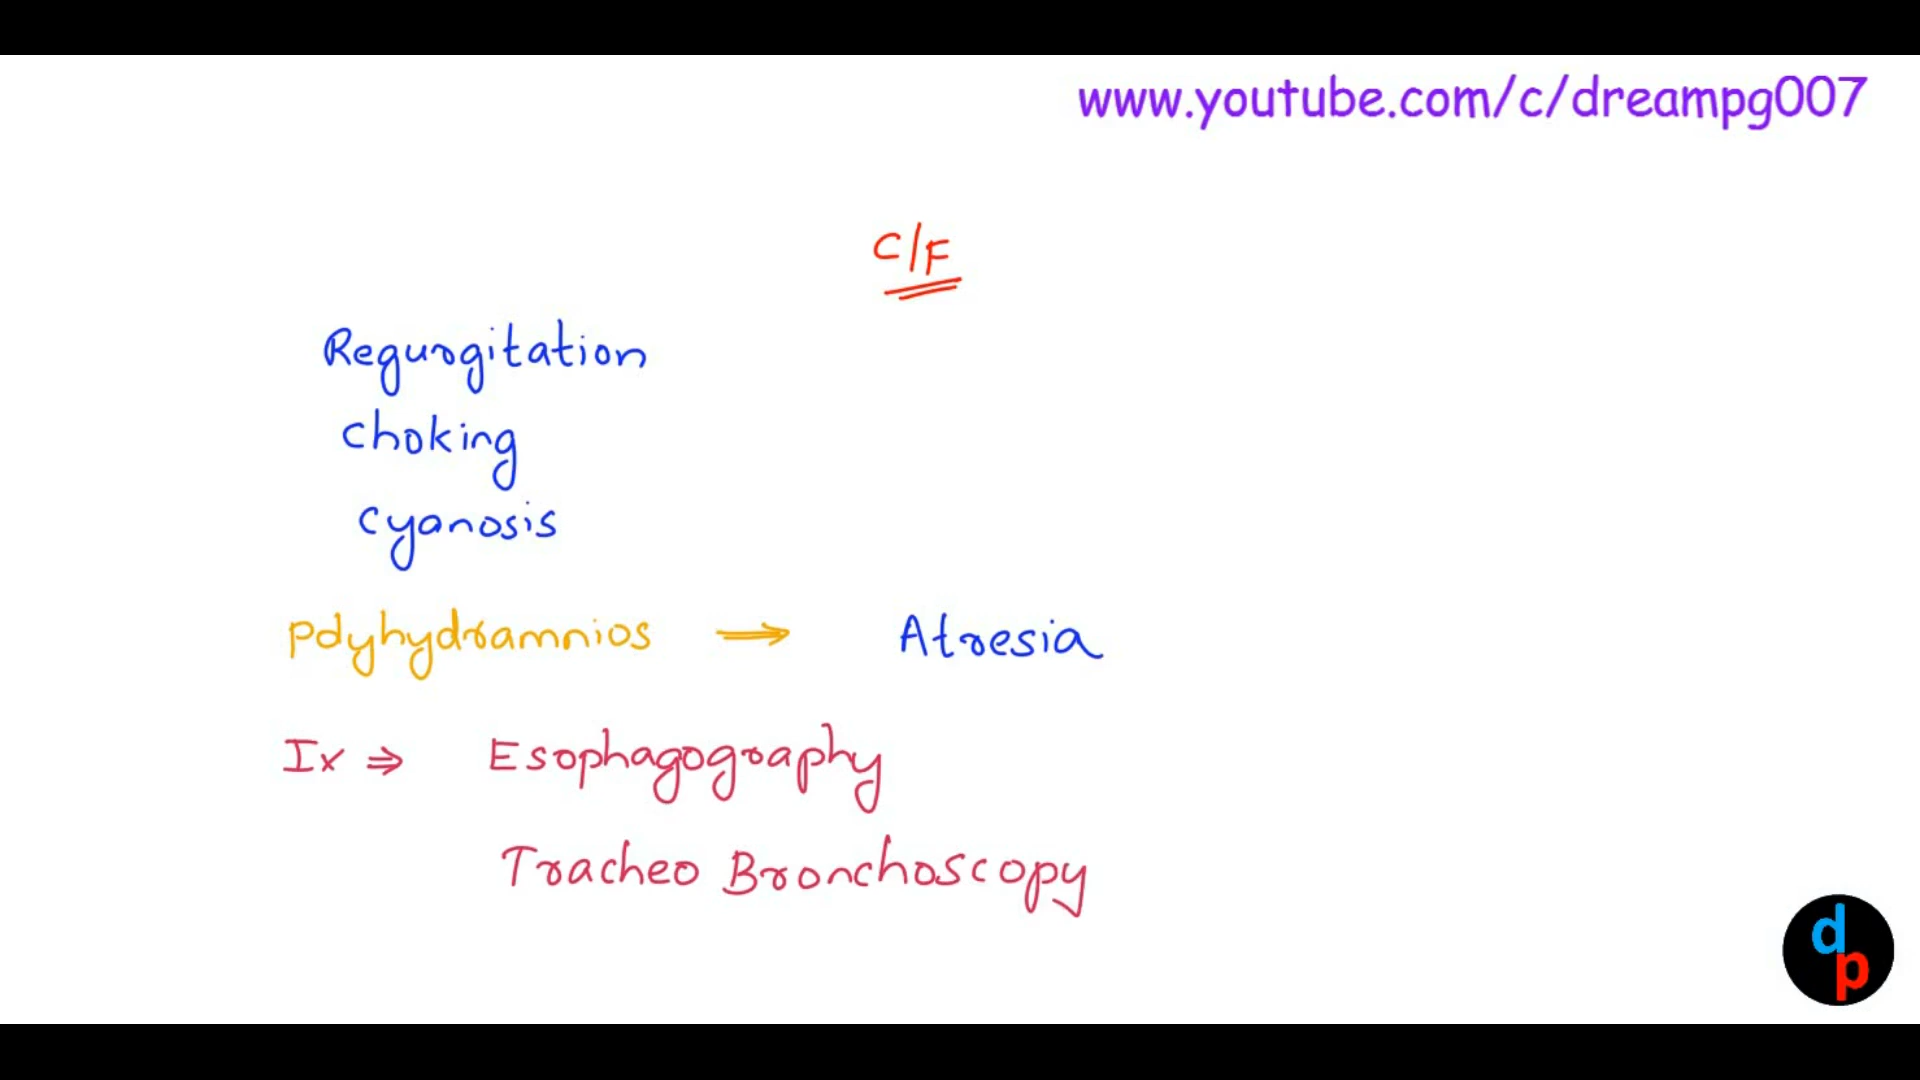 www.youtube.com/c/dreampg007
C/F
Regurgitation
choking
cyanosis
Polyhydramnios ⟹ Atresia
Ix ⇒ Esophagography
Tracheo Bronchoscopy
dp